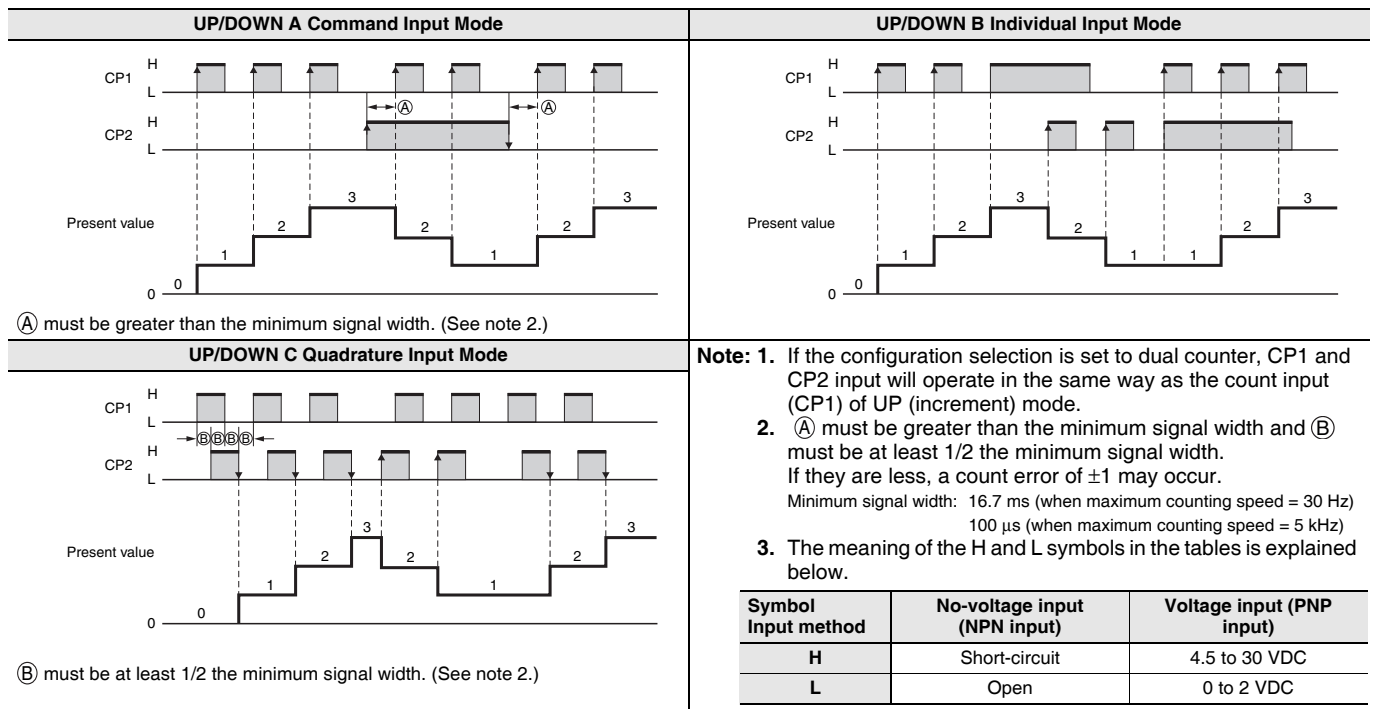 UP/DOWN A Command Input Mode
CP1
H
L
Ⓐ
Ⓐ
CP2
H
L
Present value
0
1
2
3
2
1
2
3
0
Ⓐ must be greater than the minimum signal width. (See note 2.)
UP/DOWN B Individual Input Mode
CP1
H
L
CP2
H
L
Present value
0
1
2
3
2
1
1
2
3
0
UP/DOWN C Quadrature Input Mode
CP1
H
L
ⒷⒷⒷⒷ
CP2
H
L
Present value
0
1
2
3
2
1
2
3
0
Ⓑ must be at least 1/2 the minimum signal width. (See note 2.)
Note: 1. If the configuration selection is set to dual counter, CP1 and
CP2 input will operate in the same way as the count input
(CP1) of UP (increment) mode.
2. Ⓐ must be greater than the minimum signal width and Ⓑ
must be at least 1/2 the minimum signal width.
If they are less, a count error of ±1 may occur.
Minimum signal width: 16.7 ms (when maximum counting speed = 30 Hz)
100 μs (when maximum counting speed = 5 kHz)
3. The meaning of the H and L symbols in the tables is explained
below.
Symbol
Input method
No-voltage input
(NPN input)
Voltage input (PNP
input)
H Short-circuit 4.5 to 30 VDC
L Open 0 to 2 VDC